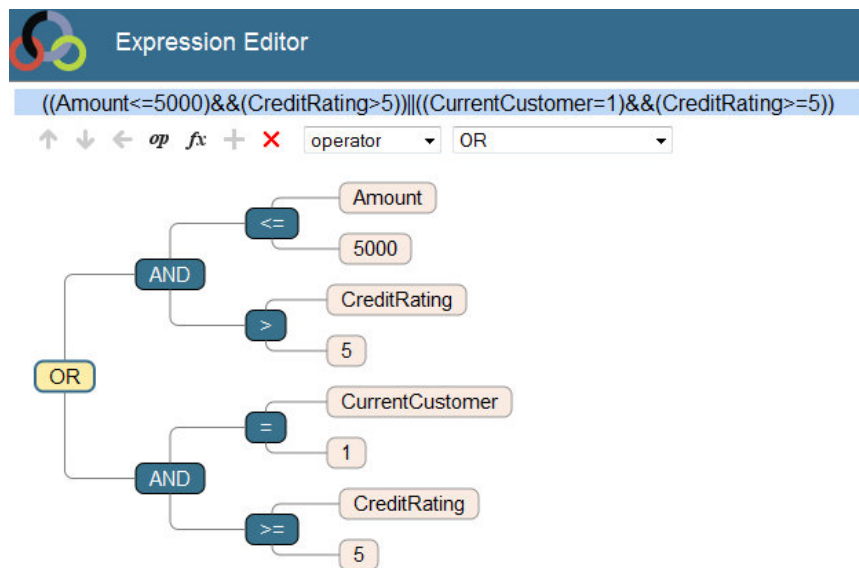 Expression Editor
((Amount<=5000)&&(CreditRating>5))||((CurrentCustomer=1)&&(CreditRating>=5))
op fx operator OR
Amount
<=
5000
AND
CreditRating
>
5
OR
CurrentCustomer
=
1
AND
CreditRating
>=
5